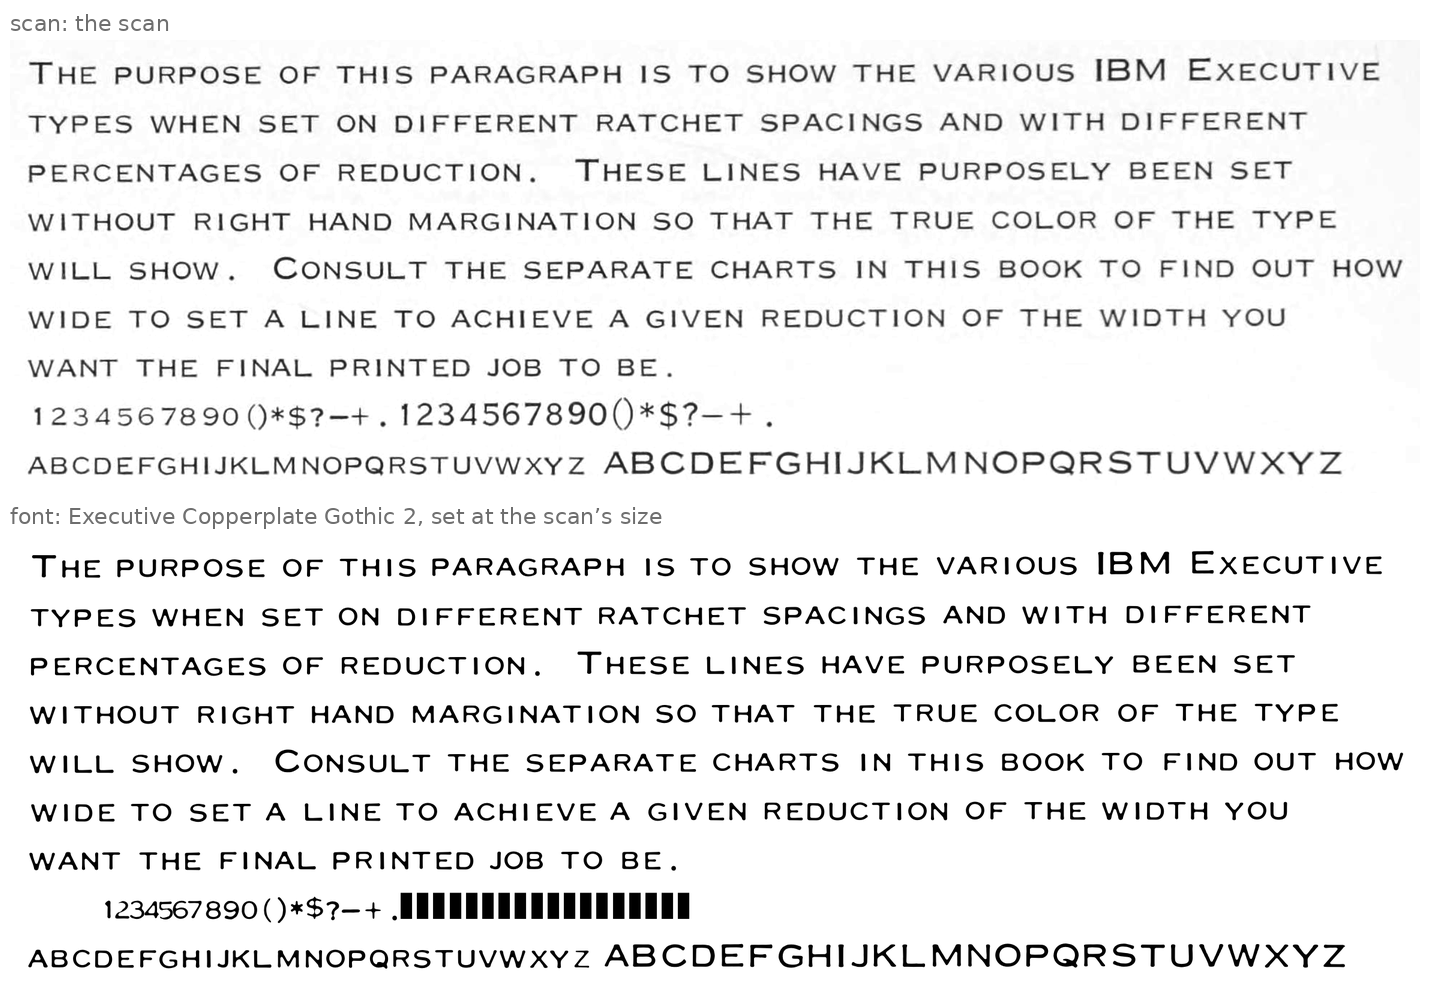 scan: the scan
THE PURPOSE OF THIS PARAGRAPH IS TO SHOW THE VARIOUS IBM EXECUTIVE
TYPES WHEN SET ON DIFFERENT RATCHET SPACINGS AND WITH DIFFERENT
PERCENTAGES OF REDUCTION.  THESE LINES HAVE PURPOSELY BEEN SET
WITHOUT RIGHT HAND MARGINATION SO THAT THE TRUE COLOR OF THE TYPE
WILL SHOW.  CONSULT THE SEPARATE CHARTS IN THIS BOOK TO FIND OUT HOW
WIDE TO SET A LINE TO ACHIEVE A GIVEN REDUCTION OF THE WIDTH YOU
WANT THE FINAL PRINTED JOB TO BE.
1234567890()*$?—+ . 1234567890()*$?—+ .
ABCDEFGHIJKLMNOPQRSTUVWXYZ ABCDEFGHIJKLMNOPQRSTUVWXYZ
font: Executive Copperplate Gothic 2, set at the scan’s size
THE PURPOSE OF THIS PARAGRAPH IS TO SHOW THE VARIOUS IBM EXECUTIVE
TYPES WHEN SET ON DIFFERENT RATCHET SPACINGS AND WITH DIFFERENT
PERCENTAGES OF REDUCTION.  THESE LINES HAVE PURPOSELY BEEN SET
WITHOUT RIGHT HAND MARGINATION SO THAT THE TRUE COLOR OF THE TYPE
WILL SHOW.  CONSULT THE SEPARATE CHARTS IN THIS BOOK TO FIND OUT HOW
WIDE TO SET A LINE TO ACHIEVE A GIVEN REDUCTION OF THE WIDTH YOU
WANT THE FINAL PRINTED JOB TO BE.
1234567890()*$?—+ .
ABCDEFGHIJKLMNOPQRSTUVWXYZ ABCDEFGHIJKLMNOPQRSTUVWXYZ